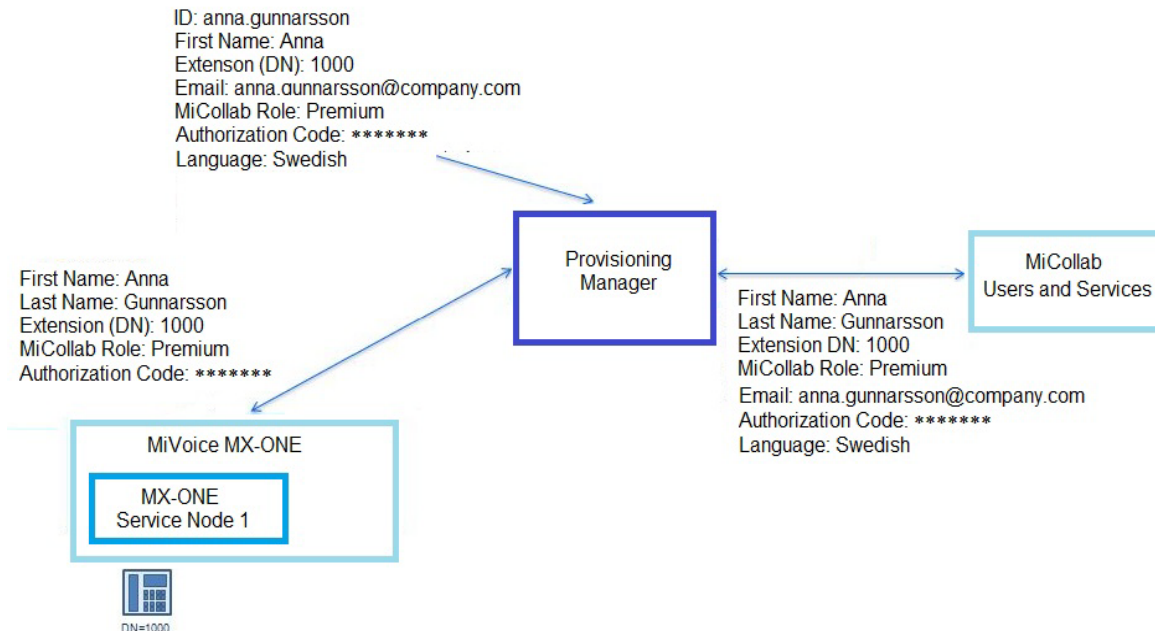 ID: anna.gunnarsson
First Name: Anna
Extenson (DN): 1000
Email: anna.gunnarsson@company.com
MiCollab Role: Premium
Authorization Code: *******
Language: Swedish
Provisioning
Manager
MiCollab
Users and Services
First Name: Anna
Last Name: Gunnarsson
Extension (DN): 1000
MiCollab Role: Premium
Authorization Code: *******
First Name: Anna
Last Name: Gunnarsson
Extension DN: 1000
MiCollab Role: Premium
Email: anna.gunnarsson@company.com
Authorization Code: *******
Language: Swedish
MiVoice MX-ONE
MX-ONE
Service Node 1
DN=1000